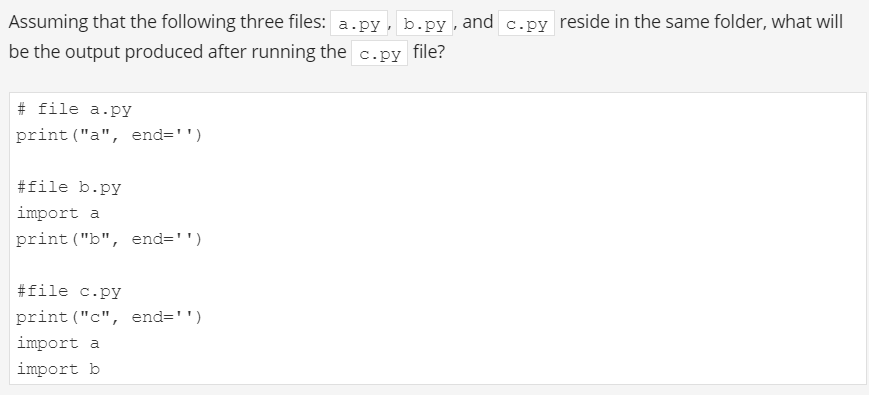 Assuming that the following three files: a.py, b.py, and c.py reside in the same folder, what will
be the output produced after running the c.py file?
# file a.py
print("a", end='')
#file b.py
import a
print("b", end='')
#file c.py
print("c", end='')
import a
import b